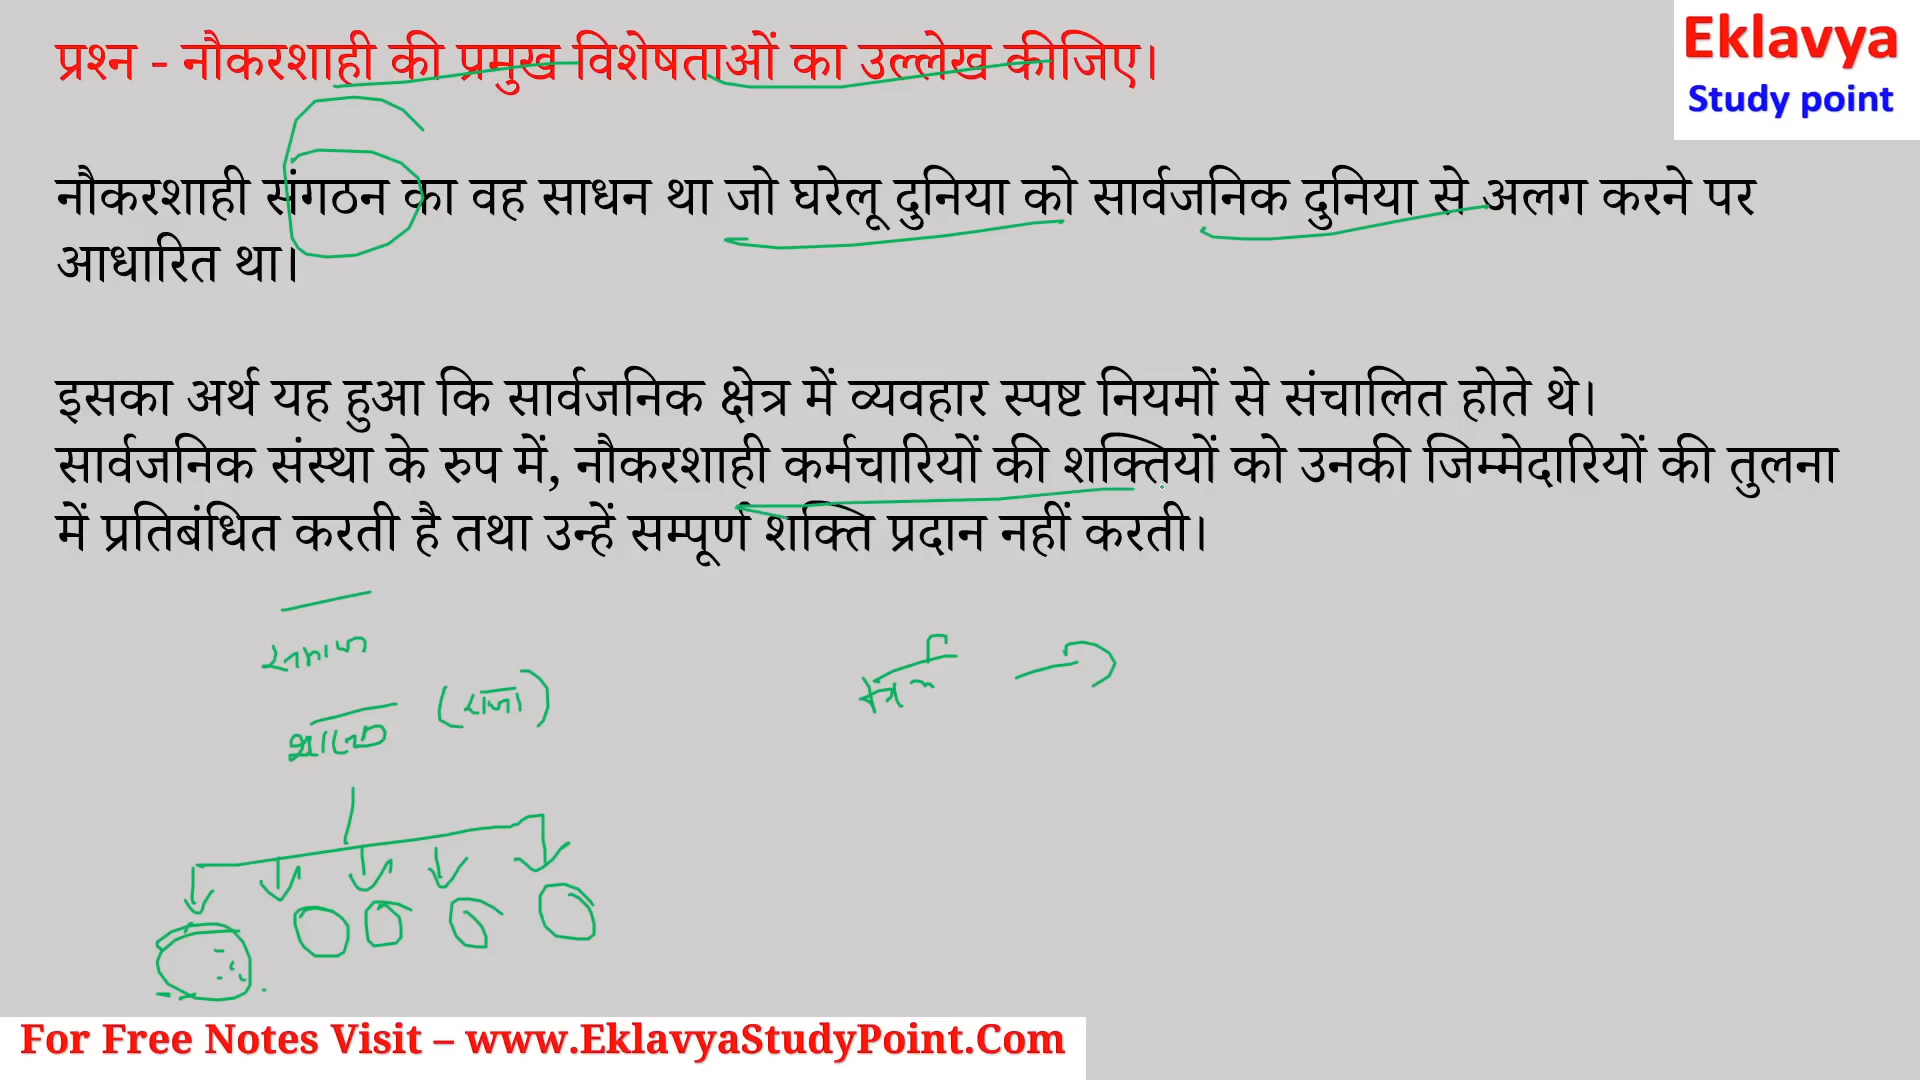 प्रश्न - नौकरशाही की प्रमुख विशेषताओं का उल्लेख कीजिए।
Eklavya
Study point
नौकरशाही संगठन का वह साधन था जो घरेलू दुनिया को सार्वजनिक दुनिया से अलग करने पर
आधारित था।
इसका अर्थ यह हुआ कि सार्वजनिक क्षेत्र में व्यवहार स्पष्ट नियमों से संचालित होते थे।
सार्वजनिक संस्था के रुप में, नौकरशाही कर्मचारियों की शक्तियों को उनकी जिम्मेदारियों की तुलना
में प्रतिबंधित करती है तथा उन्हें सम्पूर्ण शक्ति प्रदान नहीं करती।
समाज
(राजा)
For Free Notes Visit – www.EklavyaStudyPoint.Com